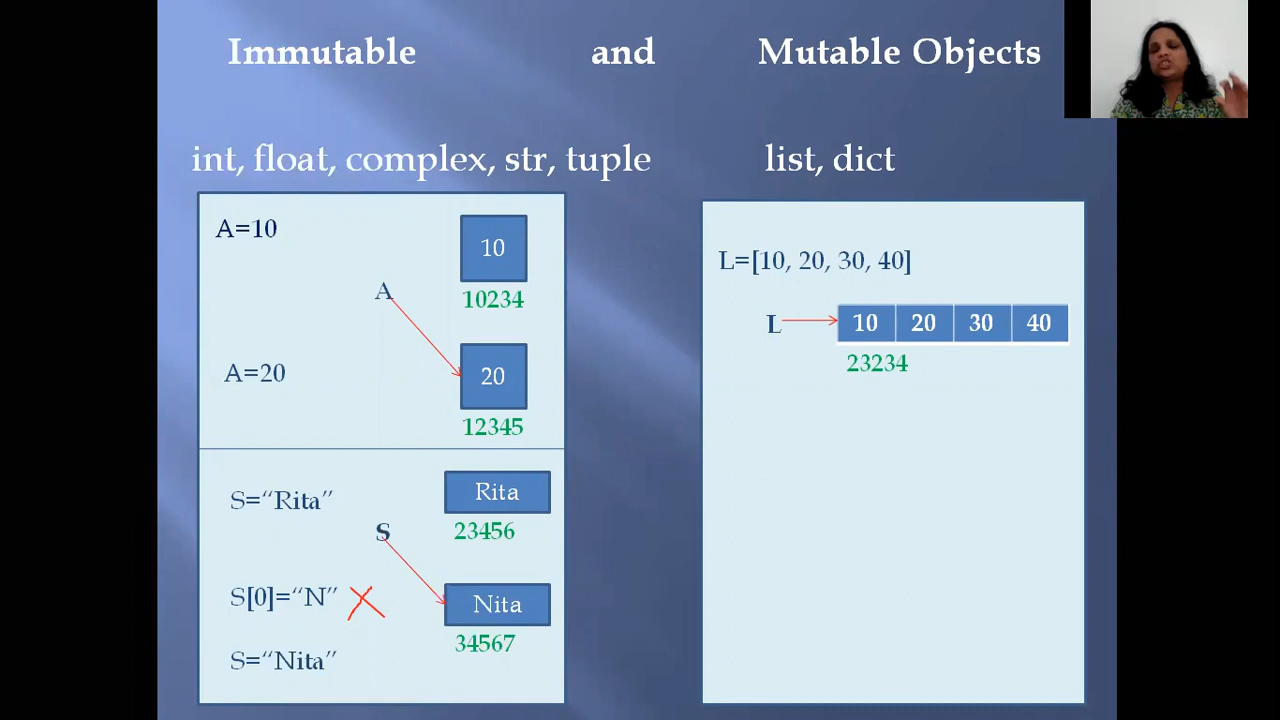 Immutable and Mutable Objects
int, float, complex, str, tuple
list, dict
A=10
10
A
10234
A=20
20
12345
S=“Rita”
Rita
S
23456
S[0]=“N”
Nita
34567
S=“Nita”
L=[10, 20, 30, 40]
L
10 20 30 40
23234